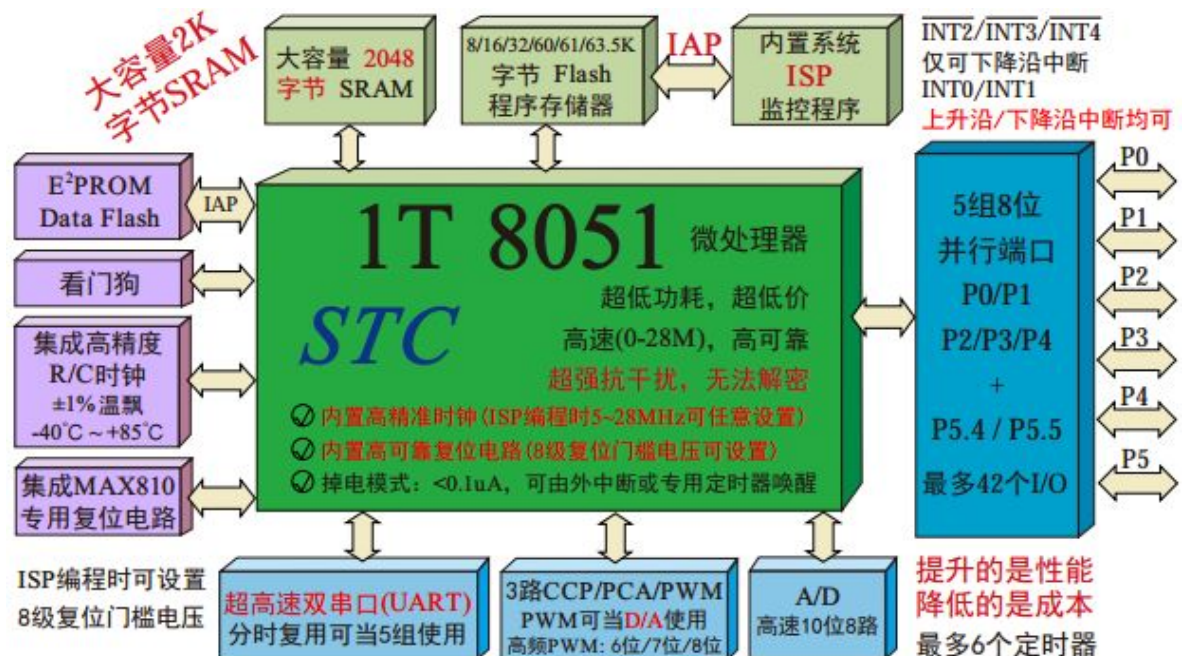 大容量2K
字节SRAM
大容量 2048
字节 SRAM
8/16/32/60/61/63.5K
字节 Flash
程序存储器
IAP
内置系统
ISP
监控程序
INT2/INT3/INT4
仅可下降沿中断
INT0/INT1
上升沿/下降沿中断均可
E²PROM
Data Flash
IAP
看门狗
集成高精度
R/C时钟
±1%温飘
-40℃~+85℃
集成MAX810
专用复位电路
1T 8051 微处理器
STC
超低功耗，超低价
高速(0-28M)，高可靠
超强抗干扰，无法解密
内置高精准时钟(ISP编程时5~28MHz可任意设置)
内置高可靠复位电路(8级复位门槛电压可设置)
掉电模式：<0.1uA，可由外中断或专用定时器唤醒
5组8位
并行端口
P0/P1
P2/P3/P4
+
P5.4 / P5.5
最多42个I/O
P0
P1
P2
P3
P4
P5
ISP编程时可设置
8级复位门槛电压
超高速双串口(UART)
分时复用可当5组使用
3路CCP/PCA/PWM
PWM可当D/A使用
高频PWM: 6位/7位/8位
A/D
高速10位8路
提升的是性能
降低的是成本
最多6个定时器